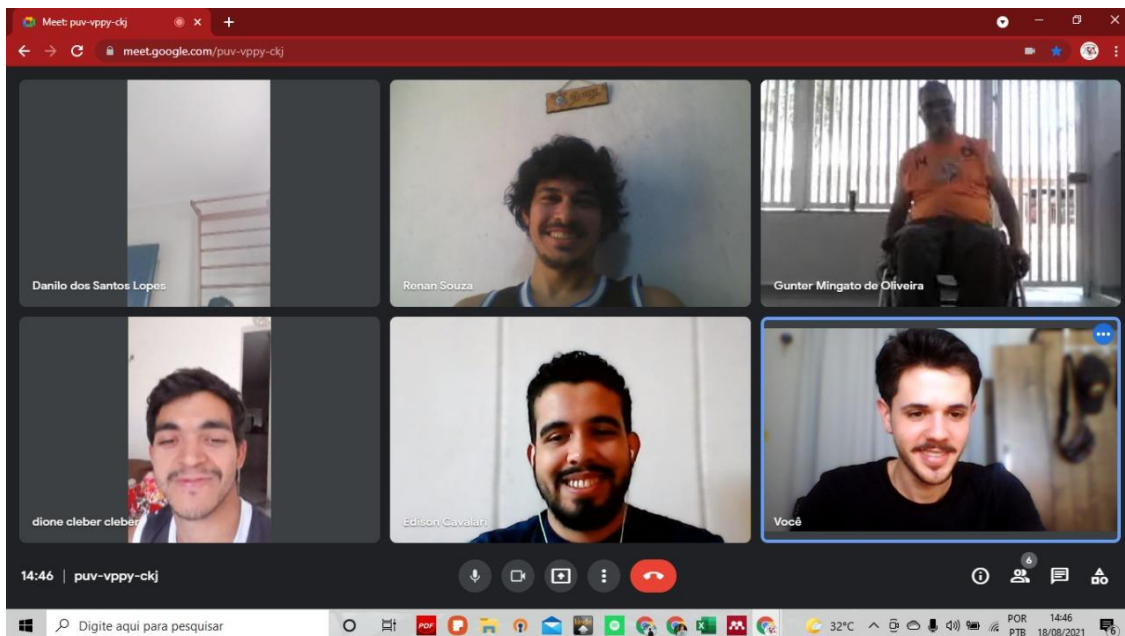 Meet: puv-vppy-ckj
meet.google.com/puv-vppy-ckj
Danilo dos Santos Lopes
Renan Souza
Gunter Mingato de Oliveira
dione cleber cleber
Edison Cavalari
Você
14:46 | puv-vppy-ckj
6
Digite aqui para pesquisar
PDF
32°C
POR
PTB
14:46
18/08/2021
6